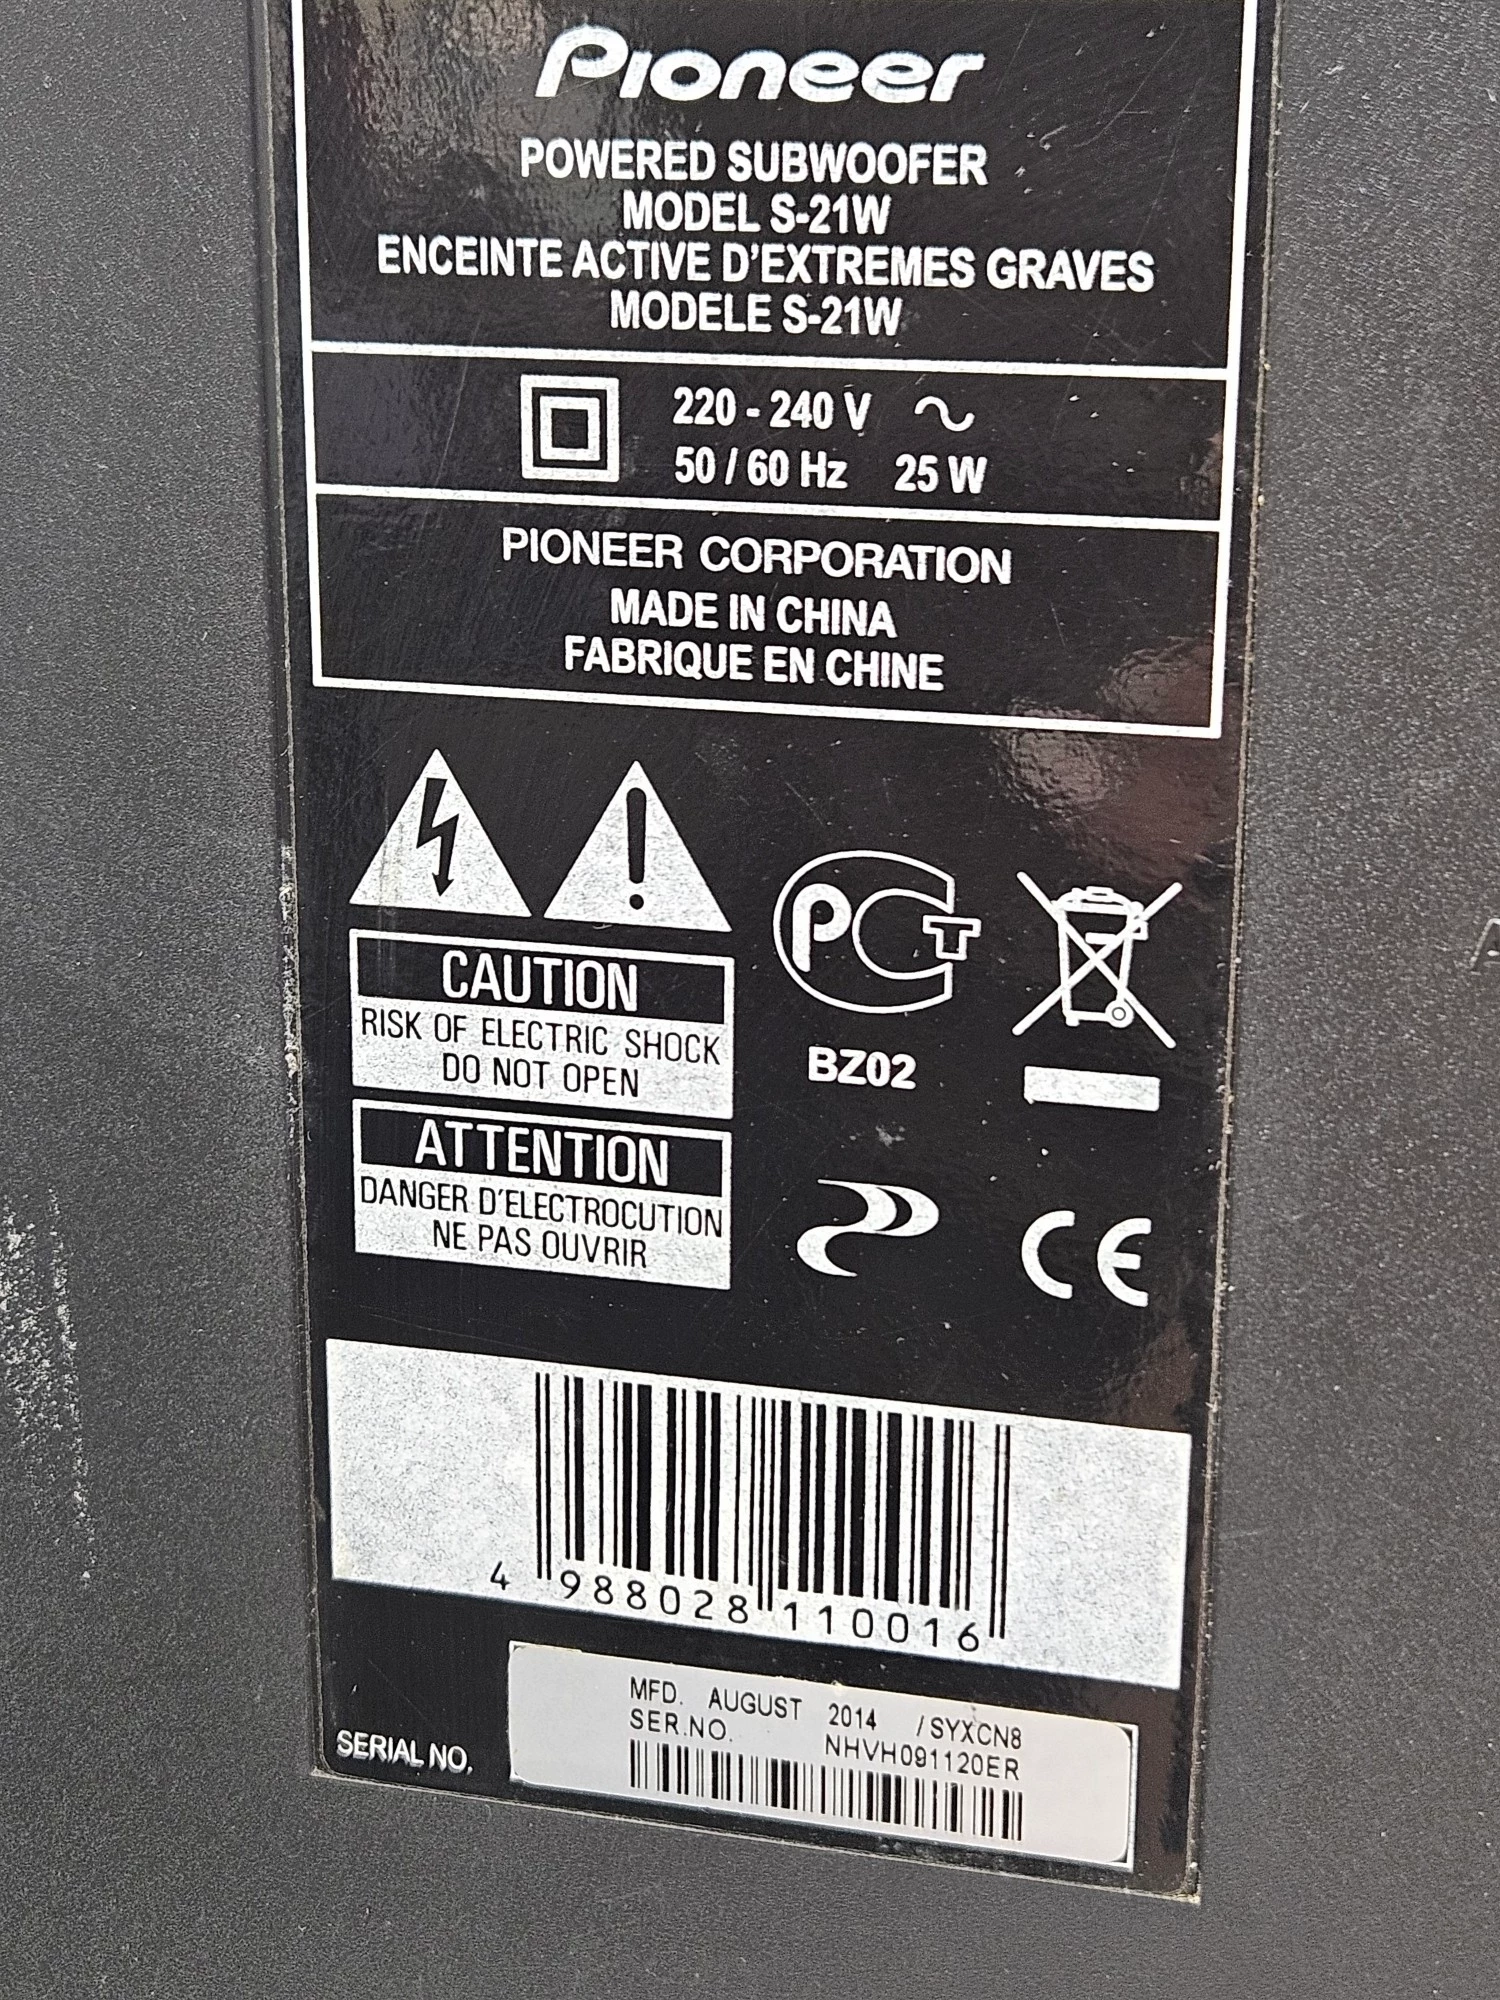 Pioneer
POWERED SUBWOOFER
MODEL S-21W
ENCEINTE ACTIVE D'EXTREMES GRAVES
MODELE S-21W
220 - 240 V ~
50 / 60 Hz 25 W
PIONEER CORPORATION
MADE IN CHINA
FABRIQUE EN CHINE
CAUTION
RISK OF ELECTRIC SHOCK
DO NOT OPEN
ATTENTION
DANGER D'ELECTROCUTION
NE PAS OUVRIR
PCT
BZ02
CE
4 988028 110016
MFD. AUGUST 2014 /SYXCN8
SER.NO. NHVH091120ER
SERIAL NO.